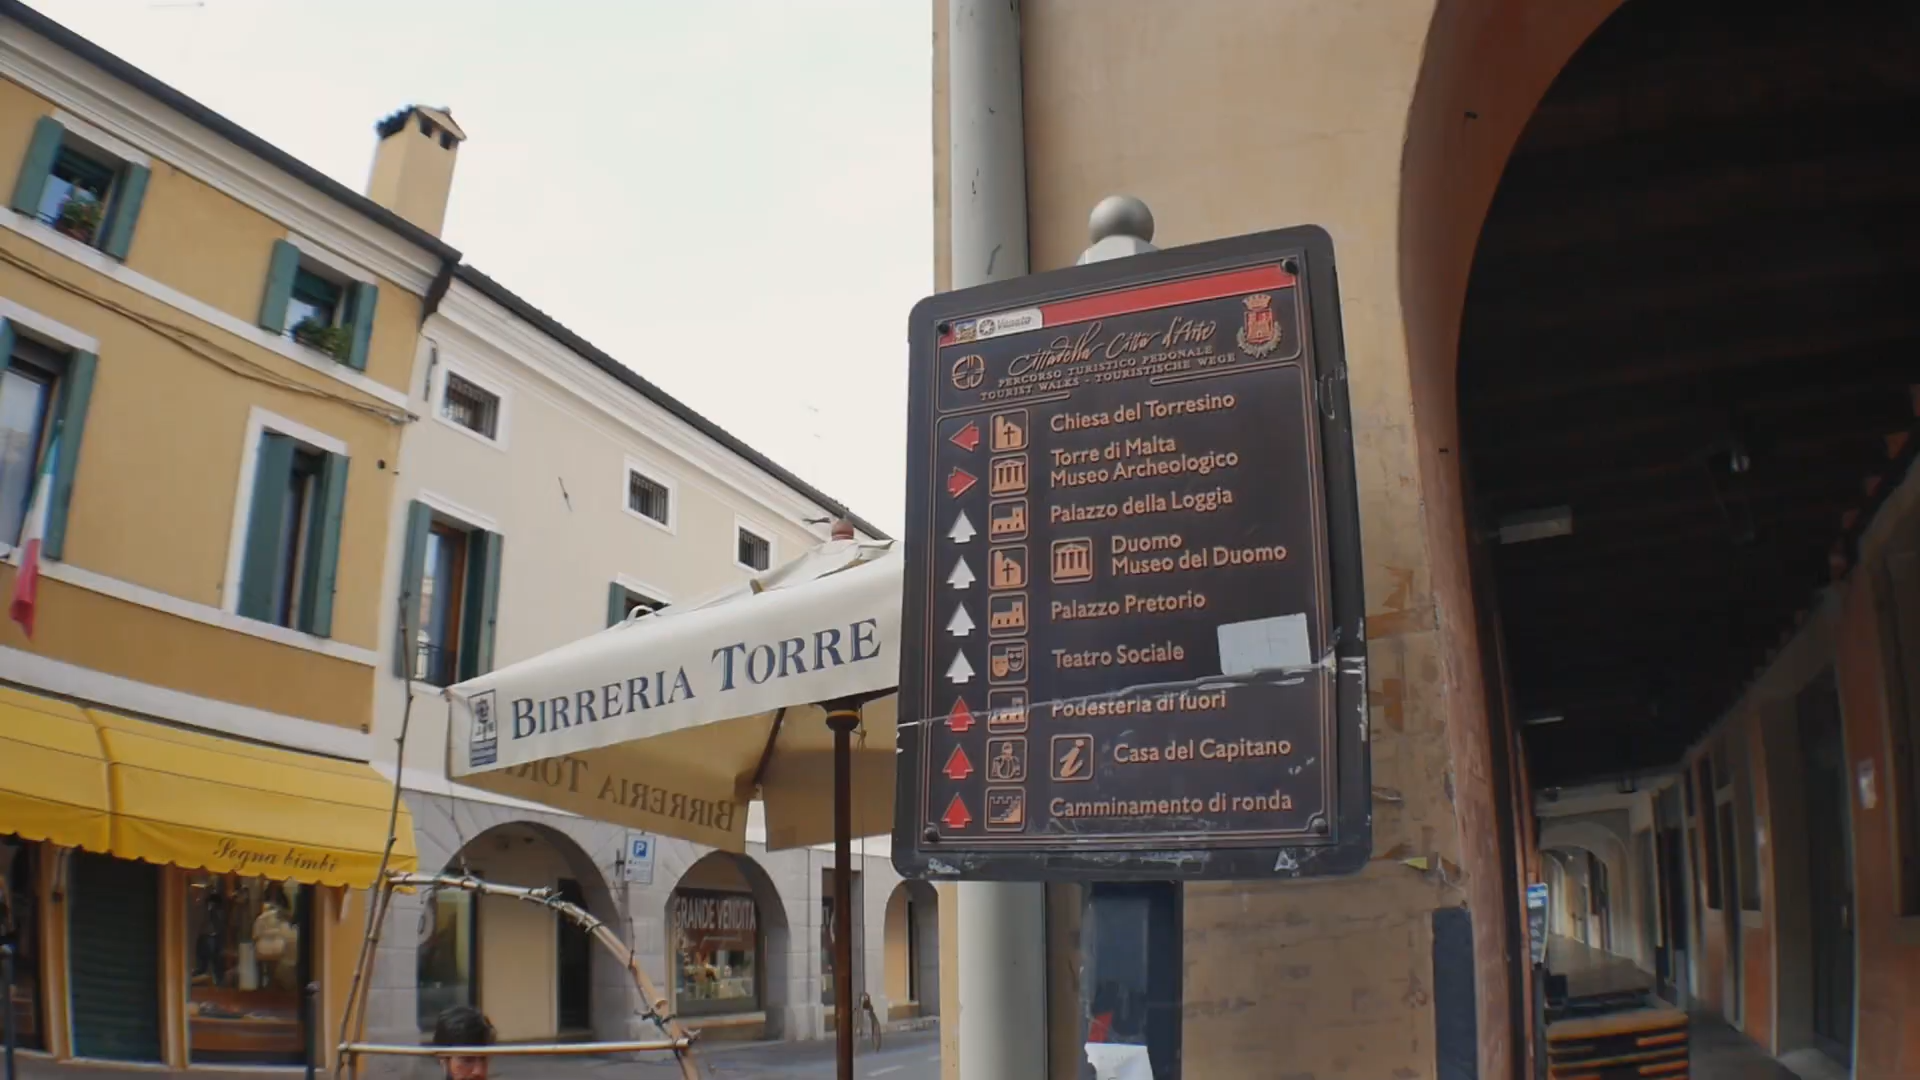 Veneto
Cittadella Città d'Arte
PERCORSO TURISTICO PEDONALE
TOURIST WALKS - TOURISTISCHE WEGE
Chiesa del Torresino
Torre di Malta
Museo Archeologico
Palazzo della Loggia
Duomo
Museo del Duomo
Palazzo Pretorio
Teatro Sociale
Podesteria di fuori
i
Casa del Capitano
Camminamento di ronda
BIRRERIA TORRE
BIRRERIA TOR
Sogna bimbi
P
GRANDE VENDITA